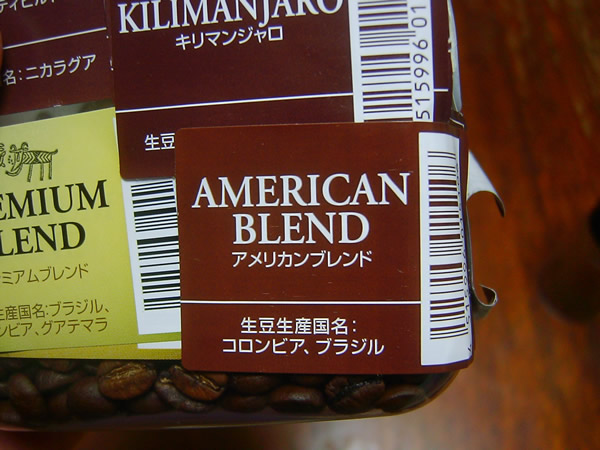 KILIMANJARO
キリマンジャロ
515996 01
名：ニカラグア
生豆
AMERICAN
BLEND
アメリカンブレンド
生豆生産国名：
コロンビア、ブラジル
EMIUM
LEND
ミアムブレンド
生産国名：ブラジル、
ンビア、グアテマラ